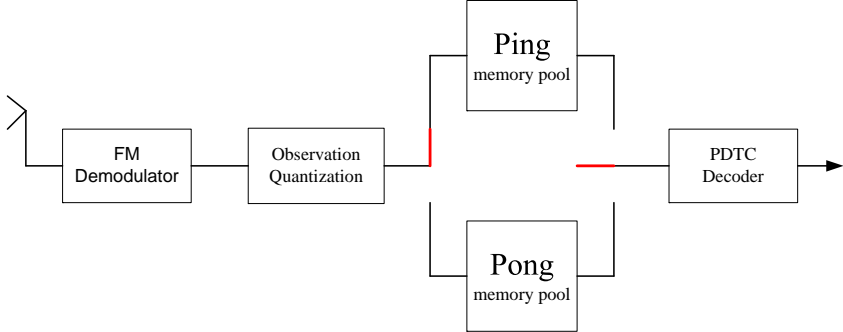 FM
Demodulator
Observation
Quantization
Ping
memory pool
Pong
memory pool
PDTC
Decoder